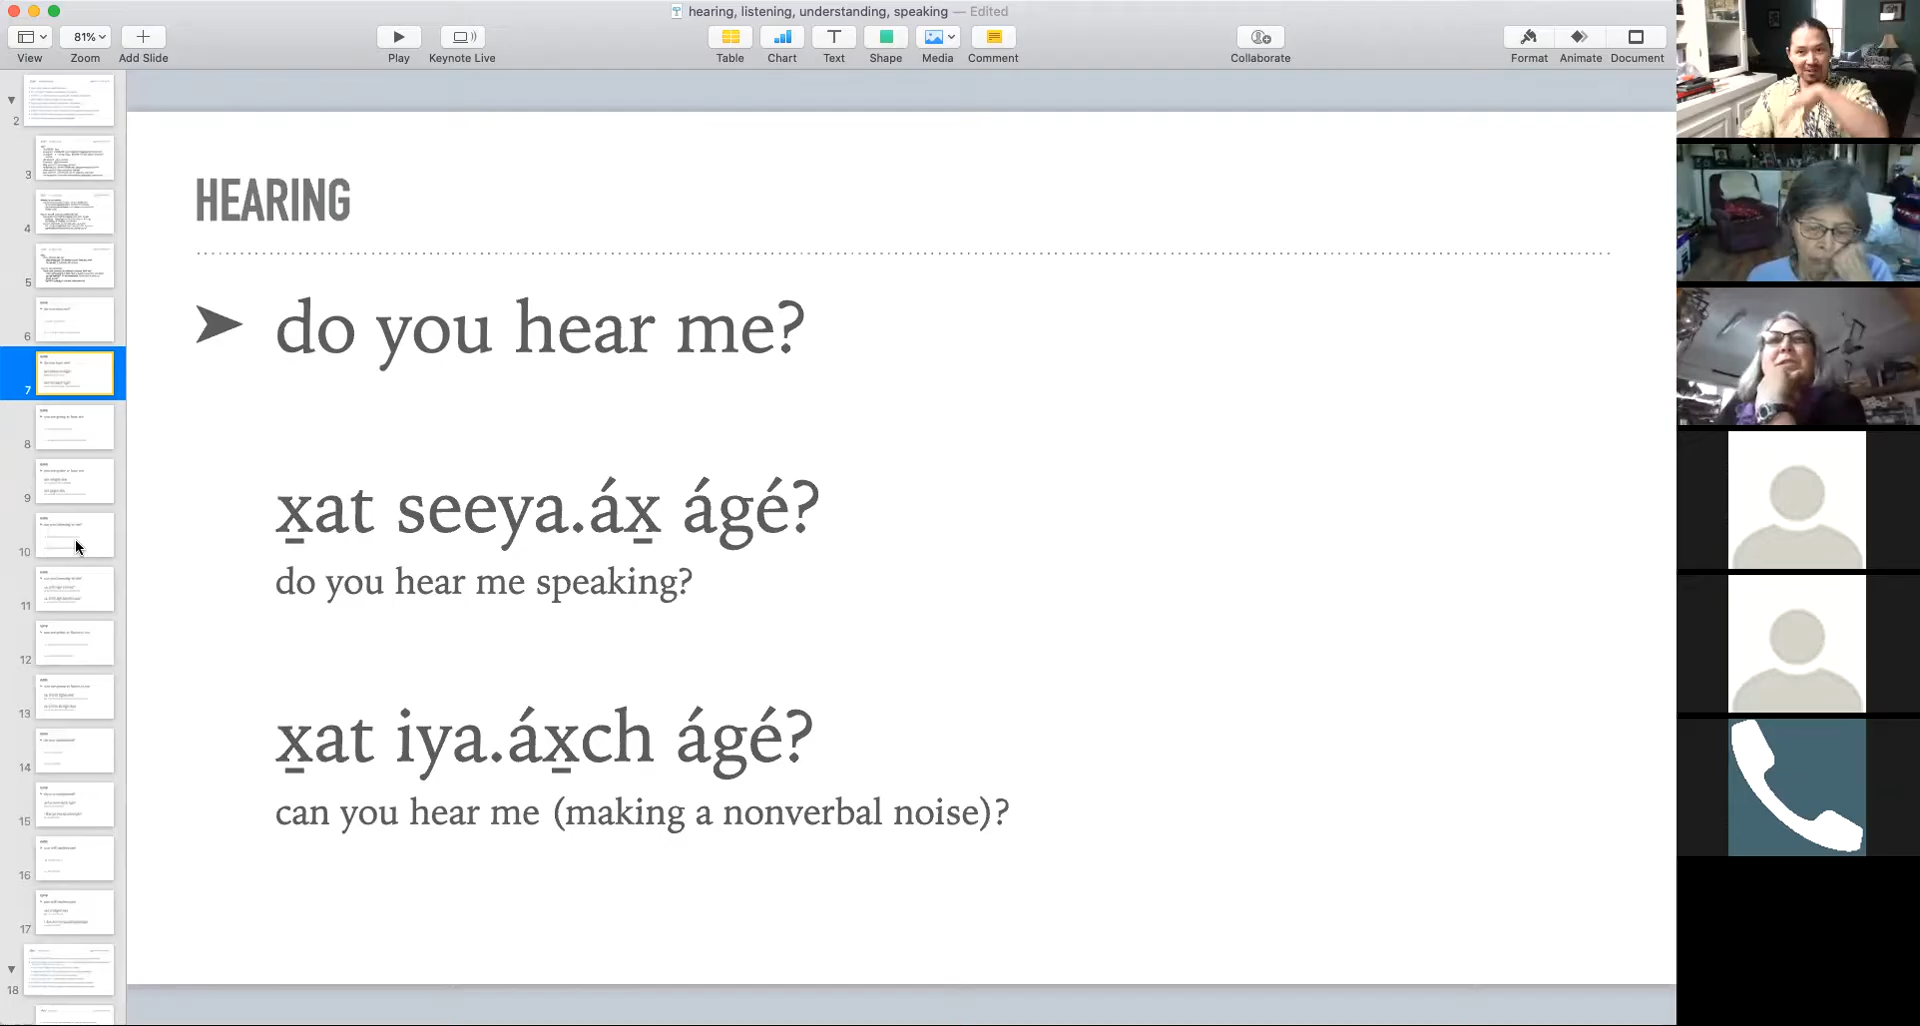 hearing, listening, understanding, speaking — Edited
81%
View
Zoom
Add Slide
Play
Keynote Live
Table
Chart
Text
Shape
Media
Comment
Collaborate
Format
Animate
Document
2
3
4
5
6
7
8
9
10
11
12
13
14
15
16
17
18
HEARING
➤ do you hear me?
x̱at seeya.áx̱ ágé?
do you hear me speaking?
x̱at iya.áx̱ch ágé?
can you hear me (making a nonverbal noise)?